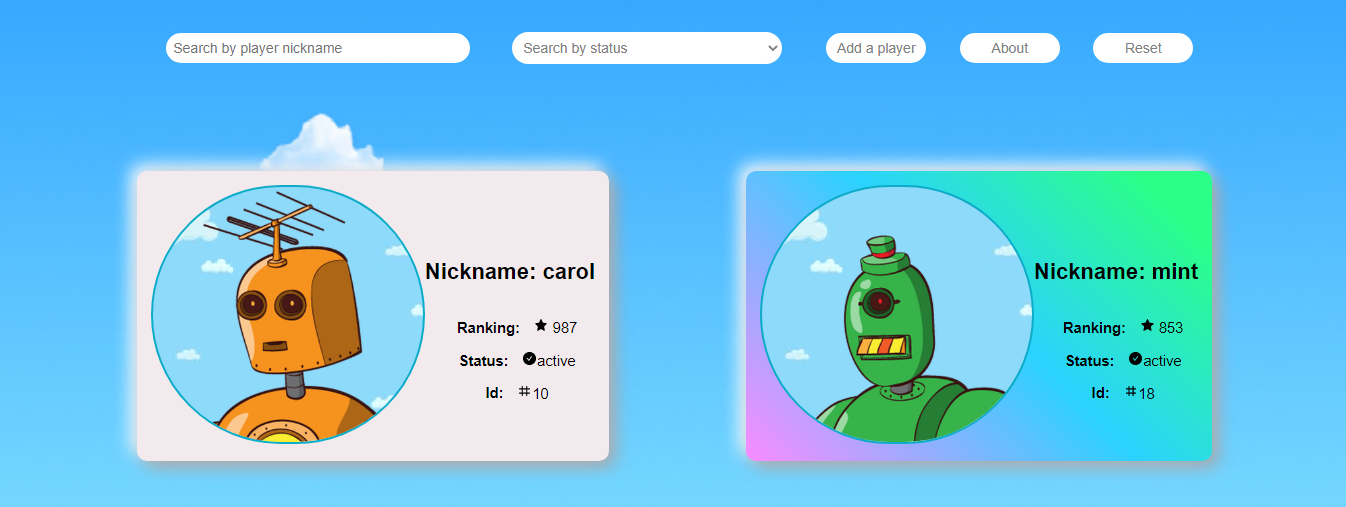 Search by player nickname
Search by status
Add a player
About
Reset
Nickname: carol
Ranking: 987
Status: active
Id: 10
Nickname: mint
Ranking: 853
Status: active
Id: 18